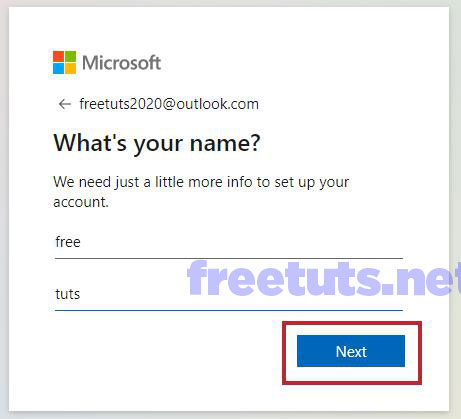 Microsoft
← freetuts2020@outlook.com
What's your name?
We need just a little more info to set up your
account.
free
freetuts.net
tuts
Next